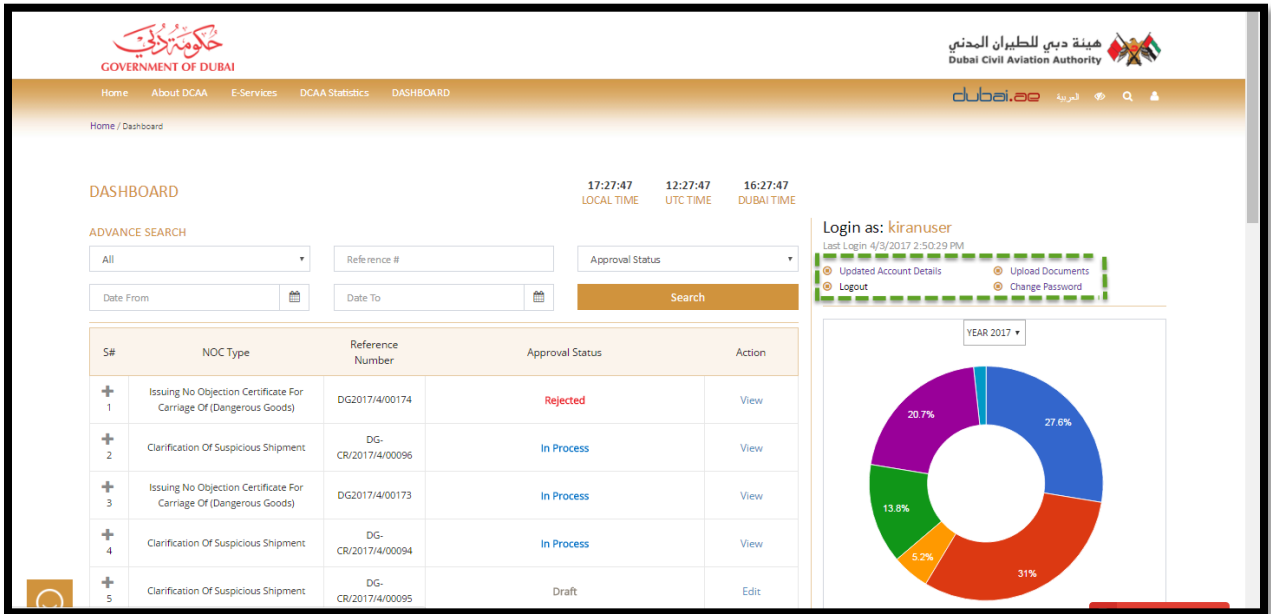 حكومة دبي
GOVERNMENT OF DUBAI
هيئة دبي للطيران المدني
Dubai Civil Aviation Authority
Home About DCAA E-Services DCAA Statistics DASHBOARD
dubai.ae العربية
Home / Dashboard
DASHBOARD
17:27:47 12:27:47 16:27:47
LOCAL TIME UTC TIME DUBAI TIME
ADVANCE SEARCH
All Reference # Approval Status
Date From Date To Search
Login as: kiranuser
Last Login 4/3/2017 2:50:29 PM
Updated Account Details Upload Documents
Logout Change Password
YEAR 2017
S# NOC Type Reference Number Approval Status Action
Issuing No Objection Certificate For
1 Carriage Of (Dangerous Goods) DG2017/4/00174 Rejected View
DG-
2 Clarification Of Suspicious Shipment CR/2017/4/00096 In Process View
Issuing No Objection Certificate For
3 Carriage Of (Dangerous Goods) DG2017/4/00173 In Process View
DG-
4 Clarification Of Suspicious Shipment CR/2017/4/00094 In Process View
DG-
5 Clarification Of Suspicious Shipment CR/2017/4/00095 Draft Edit
20.7%
27.6%
13.8%
5.2%
31%